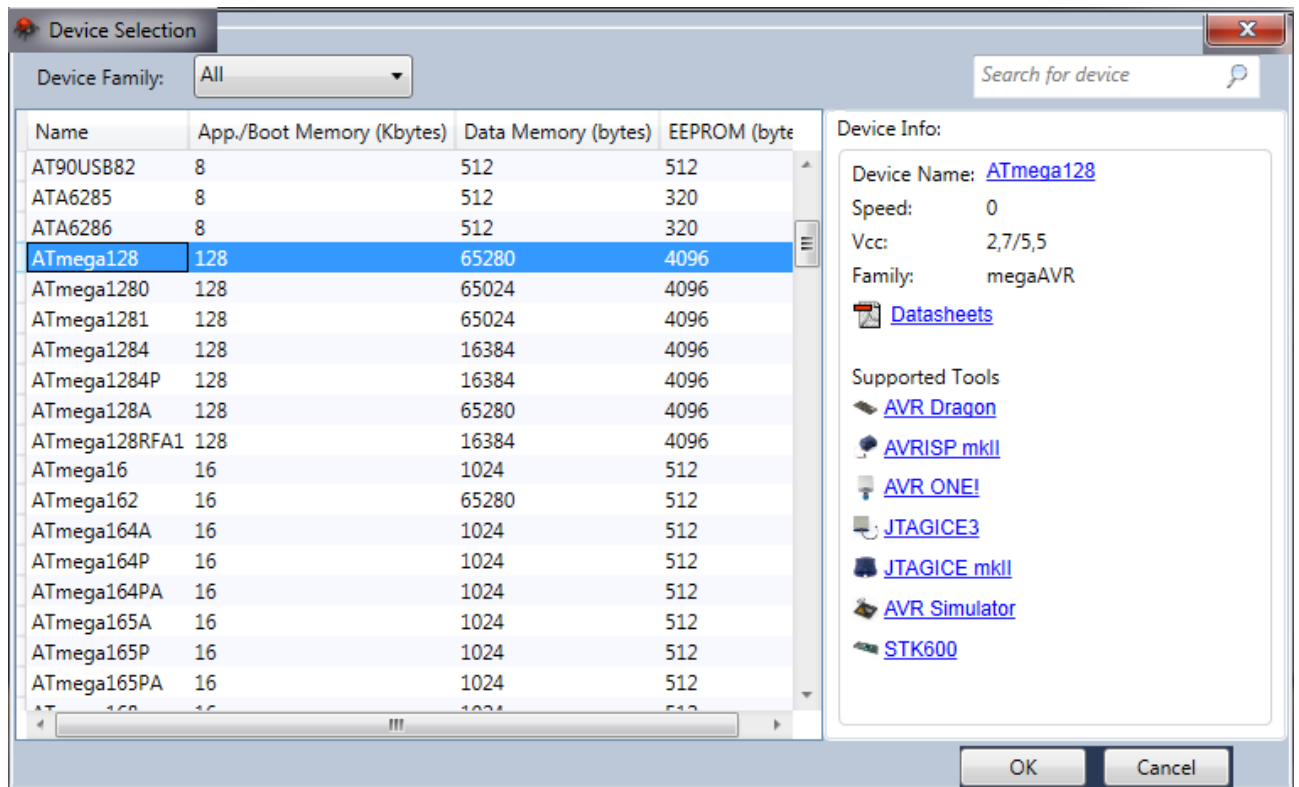 Device Selection
Device Family: All Search for device
Name App./Boot Memory (Kbytes) Data Memory (bytes) EEPROM (byte
AT90USB82 8 512 512
ATA6285 8 512 320
ATA6286 8 512 320
ATmega128 128 65280 4096
ATmega1280 128 65024 4096
ATmega1281 128 65024 4096
ATmega1284 128 16384 4096
ATmega1284P 128 16384 4096
ATmega128A 128 65280 4096
ATmega128RFA1 128 16384 4096
ATmega16 16 1024 512
ATmega162 16 65280 512
ATmega164A 16 1024 512
ATmega164P 16 1024 512
ATmega164PA 16 1024 512
ATmega165A 16 1024 512
ATmega165P 16 1024 512
ATmega165PA 16 1024 512
Device Info:
Device Name: ATmega128
Speed: 0
Vcc: 2,7/5,5
Family: megaAVR
Datasheets
Supported Tools
AVR Dragon
AVRISP mkII
AVR ONE!
JTAGICE3
JTAGICE mkII
AVR Simulator
STK600
OK Cancel